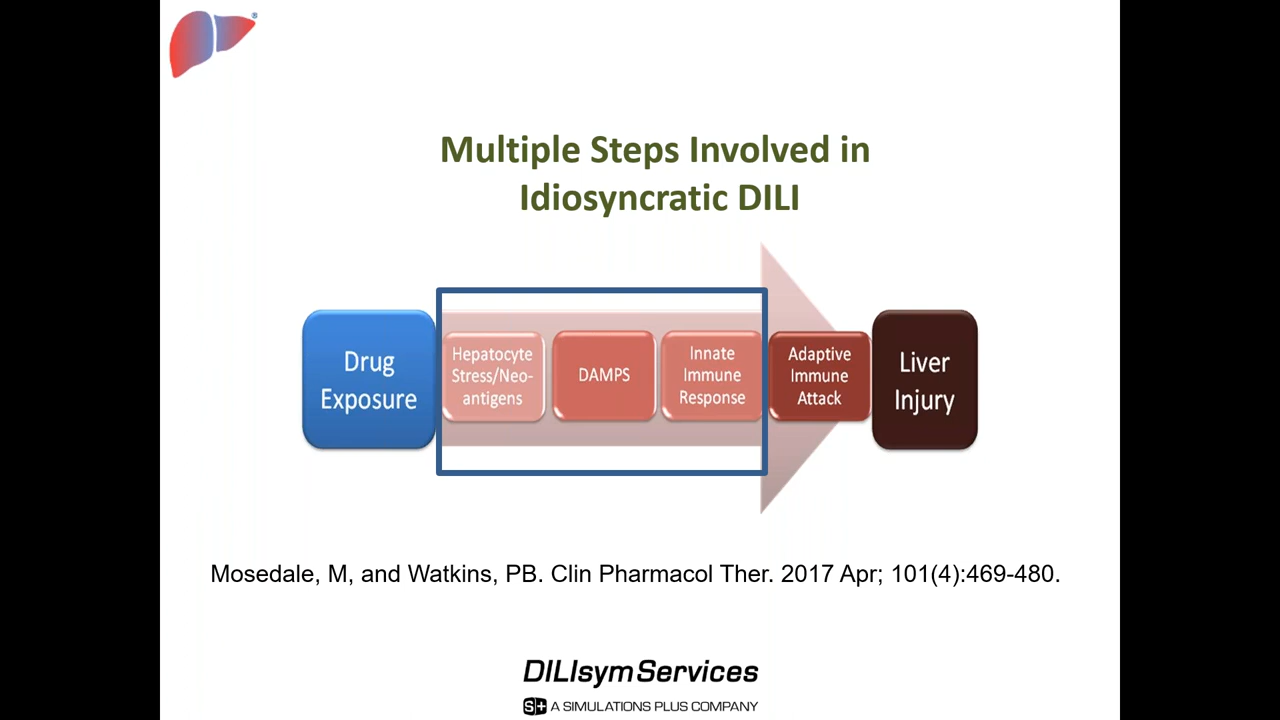 ®
Multiple Steps Involved in
Idiosyncratic DILI
Drug
Exposure
Hepatocyte
Stress/Neo-
antigens
DAMPS
Innate
Immune
Response
Adaptive
Immune
Attack
Liver
Injury
Mosedale, M, and Watkins, PB. Clin Pharmacol Ther. 2017 Apr; 101(4):469-480.
DILIsym Services
S+ A SIMULATIONS PLUS COMPANY